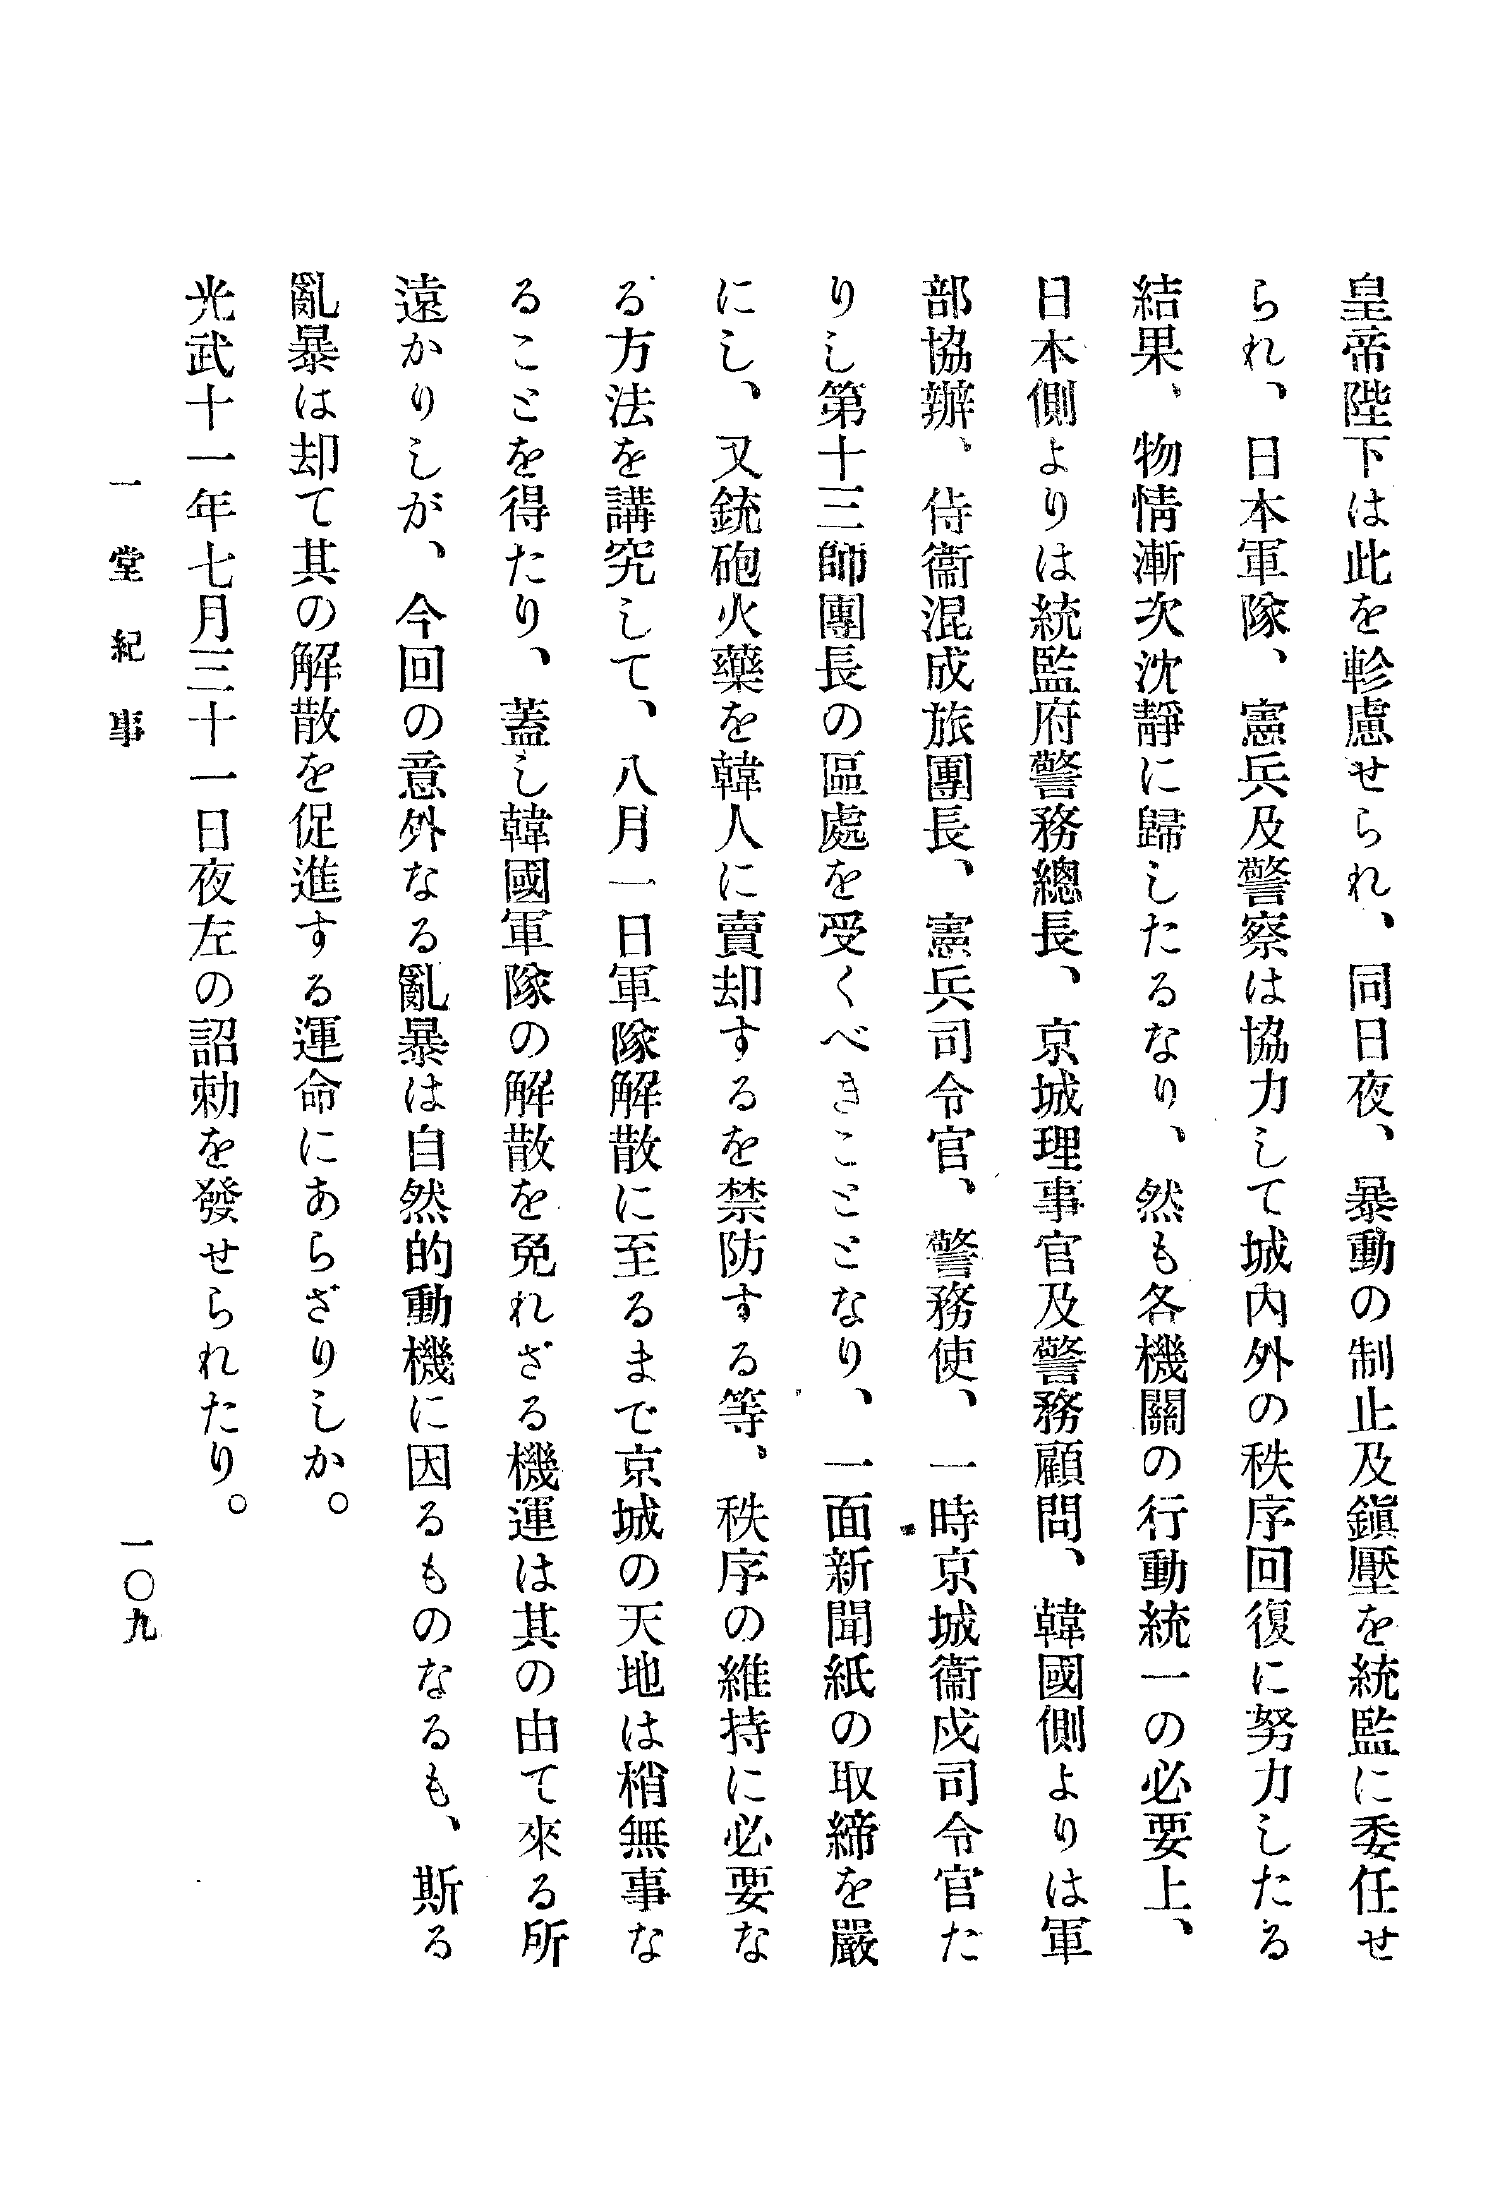 皇帝陛下は此を軫慮せられ、同日夜、暴動の制止及鎭壓を統監に委任せ
られ、日本軍隊、憲兵及警察は協力して城內外の秩序回復に努力したる
結果、物情漸次沈靜に歸したるなり、然も各機關の行動統一の必要上、
日本側よりは統監府警務總長、京城理事官及警務顧問、韓國側よりは軍
部協辦、侍衞混成旅團長、憲兵司令官、警務使、一時京城衞戍司令官た
りし第十三師團長の區處を受くべきこととなり、一面新聞紙の取締を嚴
にし、又銃砲火藥を韓人に賣却するを禁防する等、秩序の維持に必要な
る方法を講究して、八月一日軍隊解散に至るまで京城の天地は梢無事な
ることを得たり、蓋し韓國軍隊の解散を免れざる機運は其の由て來る所
遠かりしが、今回の意外なる亂暴は自然的動機に因るものなるも、斯る
亂暴は却て其の解散を促進する運命にあらざりしか。
光武十一年七月三十一日夜左の詔勅を發せられたり。
一堂紀事
一〇九